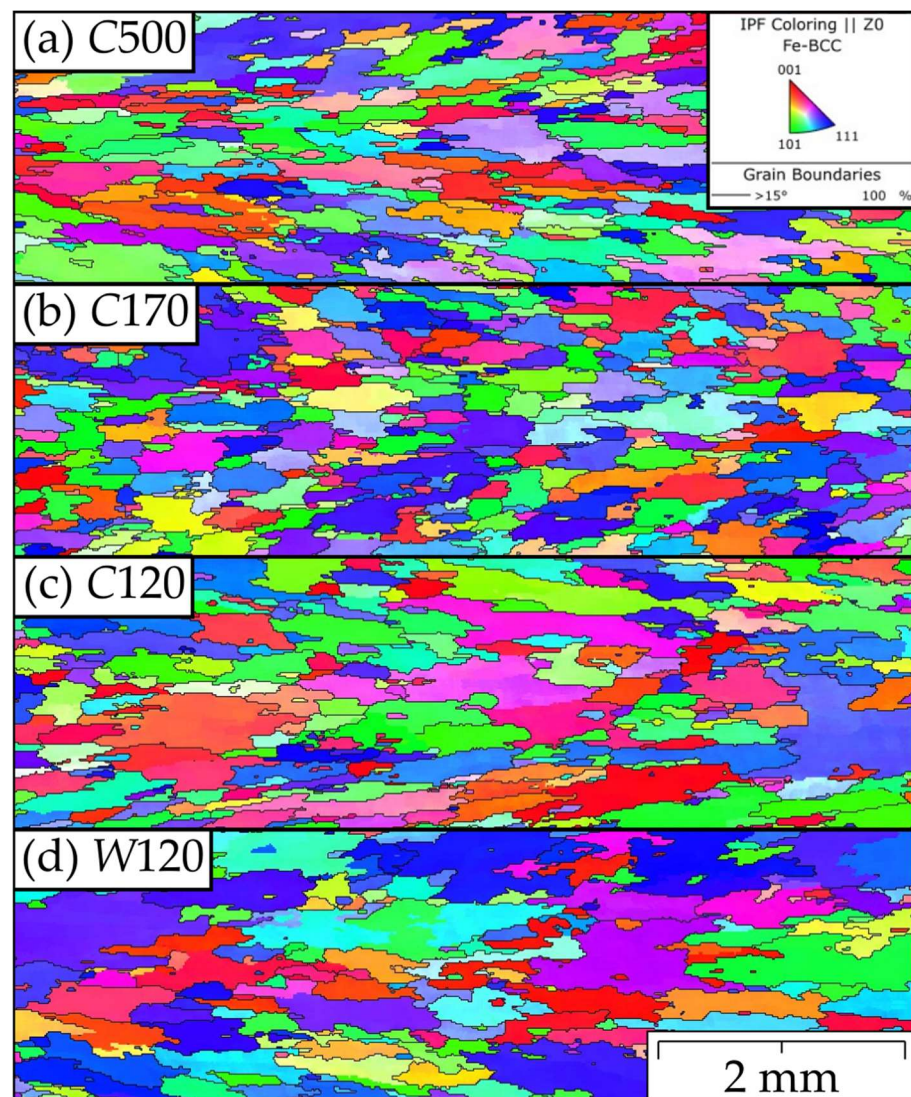 (a) C500
IPF Coloring || Z0
Fe-BCC
001
101
111
Grain Boundaries
>15° 100 %
(b) C170
(c) C120
(d) W120
2 mm